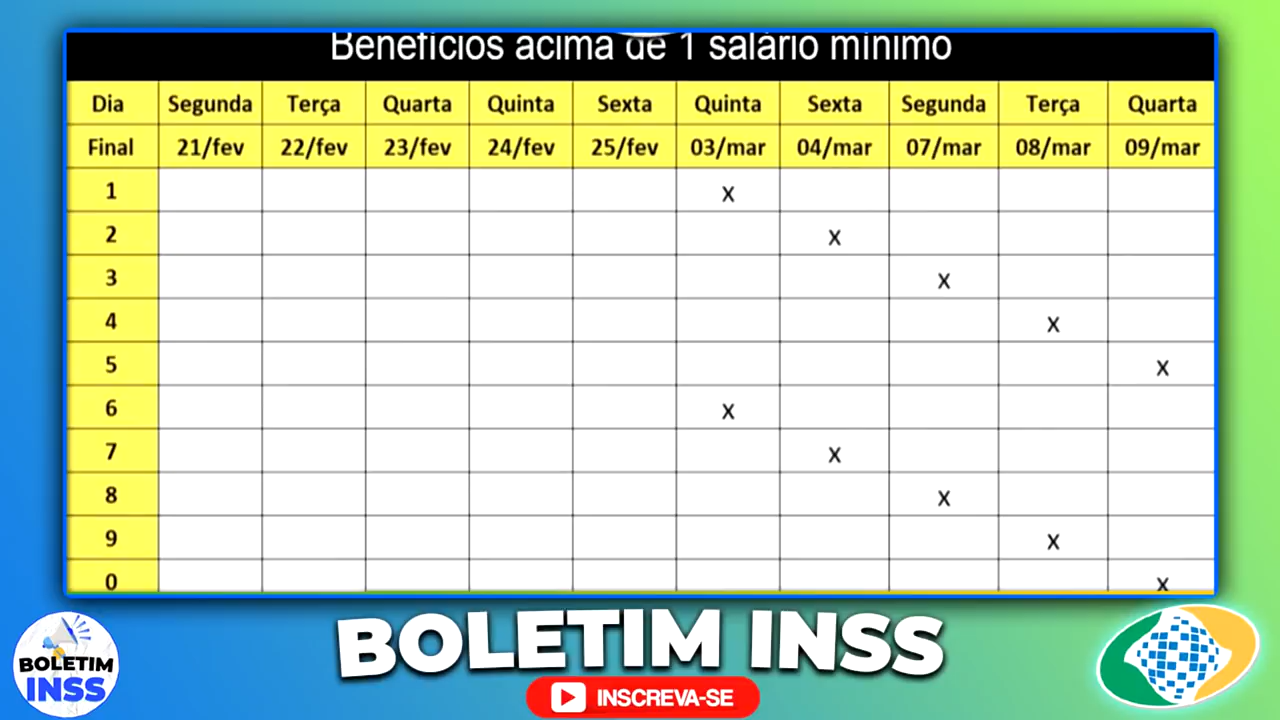 Benefícios acima de 1 salário mínimo
Dia Segunda Terça Quarta Quinta Sexta Quinta Sexta Segunda Terça Quarta
Final 21/fev 22/fev 23/fev 24/fev 25/fev 03/mar 04/mar 07/mar 08/mar 09/mar
1 x
2 x
3 x
4 x
5 x
6 x
7 x
8 x
9 x
0 x
BOLETIM INSS
BOLETIM
INSS
INSCREVA-SE